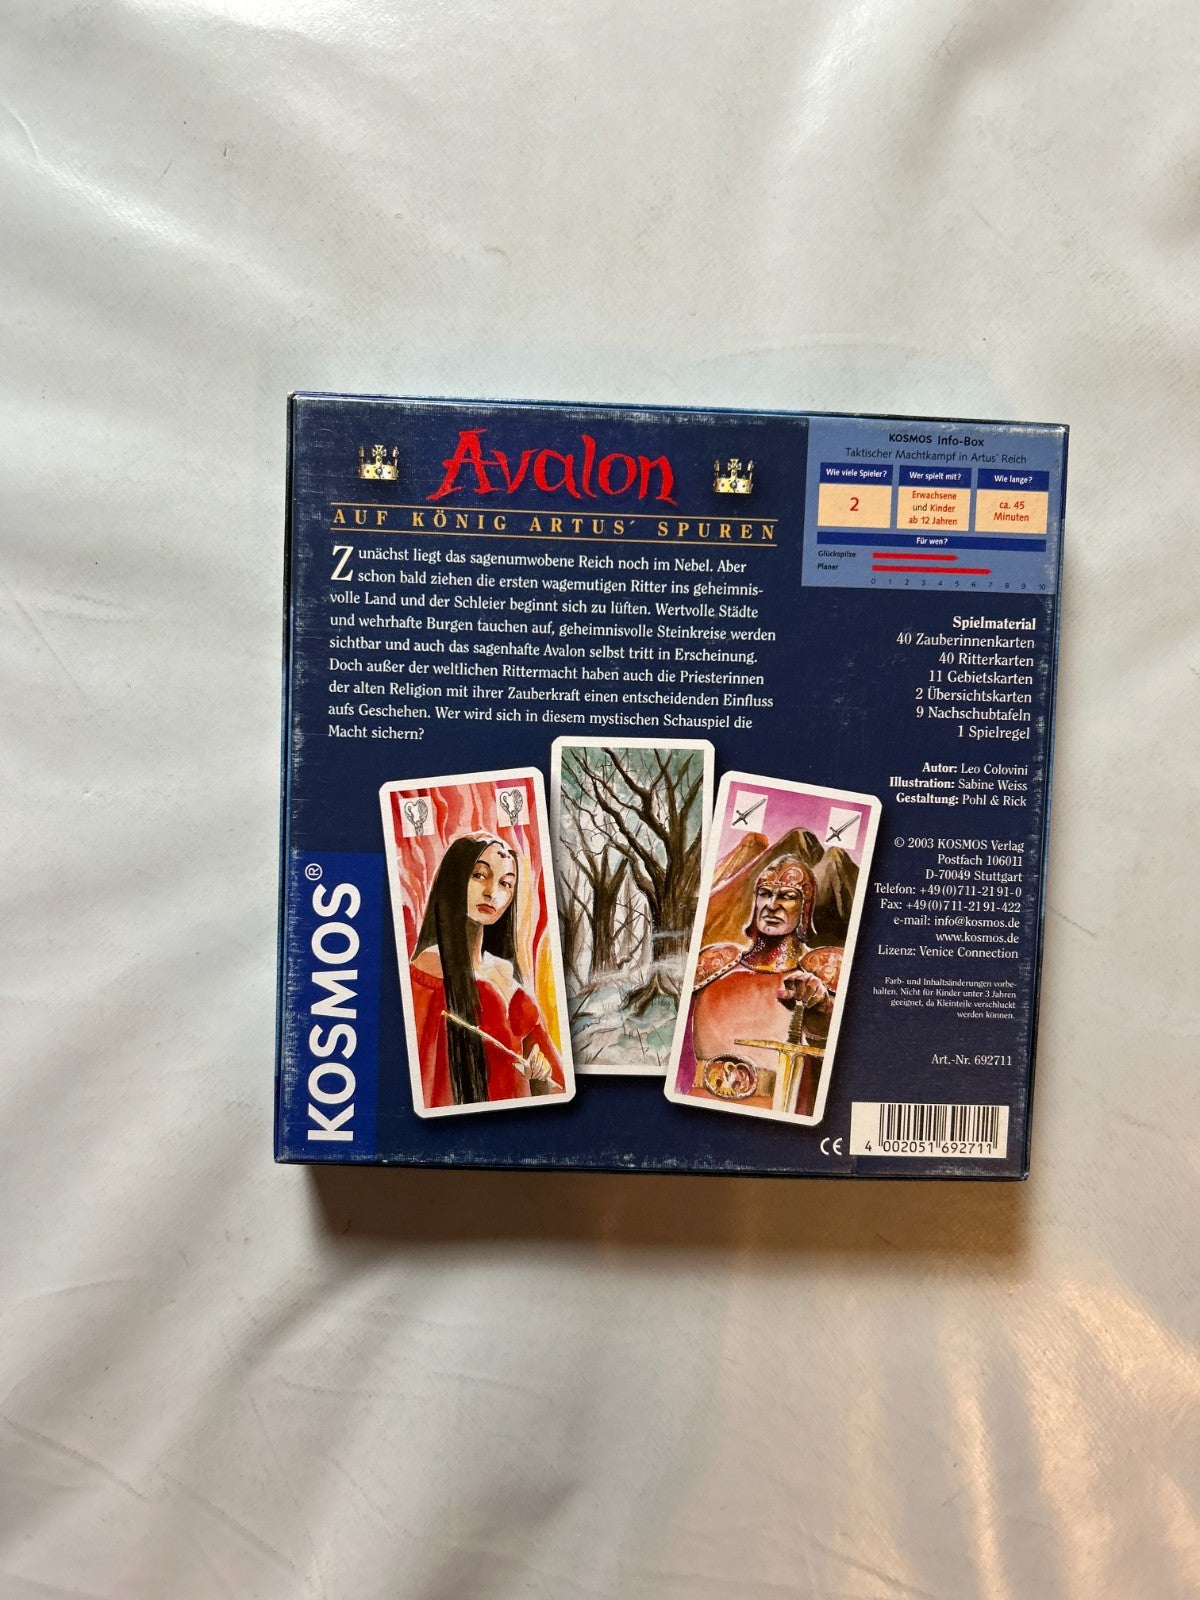 Avalon
AUF KÖNIG ARTUS´ SPUREN
Zunächst liegt das sagenumwobene Reich noch im Nebel. Aber
schon bald ziehen die ersten wagemutigen Ritter ins geheimnis-
volle Land und der Schleier beginnt sich zu lüften. Wertvolle Städte
und wehrhafte Burgen tauchen auf, geheimnisvolle Steinkreise werden
sichtbar und auch das sagenhafte Avalon selbst tritt in Erscheinung.
Doch außer der weltlichen Rittermacht haben auch die Priesterinnen
der alten Religion mit ihrer Zauberkraft einen entscheidenden Einfluss
aufs Geschehen. Wer wird sich in diesem mystischen Schauspiel die
Macht sichern?
KOSMOS Info-Box
Taktischer Machtkampf in Artus´ Reich
Wie viele Spieler?
2
Wer spielt mit?
Erwachsene
und Kinder
ab 12 Jahren
Wie lange?
ca. 45
Minuten
Für wen?
Glückspilze
Planer
0 1 2 3 4 5 6 7 8 9 10
Spielmaterial
40 Zauberinnenkarten
40 Ritterkarten
11 Gebietskarten
2 Übersichtskarten
9 Nachschubtafeln
1 Spielregel
Autor: Leo Colovini
Illustration: Sabine Weiss
Gestaltung: Pohl & Rick
© 2003 KOSMOS Verlag
Postfach 106011
D-70049 Stuttgart
Telefon: +49(0)711-2191-0
Fax: +49(0)711-2191-422
e-mail: info@kosmos.de
www.kosmos.de
Lizenz: Venice Connection
Farb- und Inhaltsänderungen vorbe-
halten. Nicht für Kinder unter 3 Jahren
geeignet, da Kleinteile verschluckt
werden können.
Art.-Nr. 692711
CE
4 002051 692711
KOSMOS®